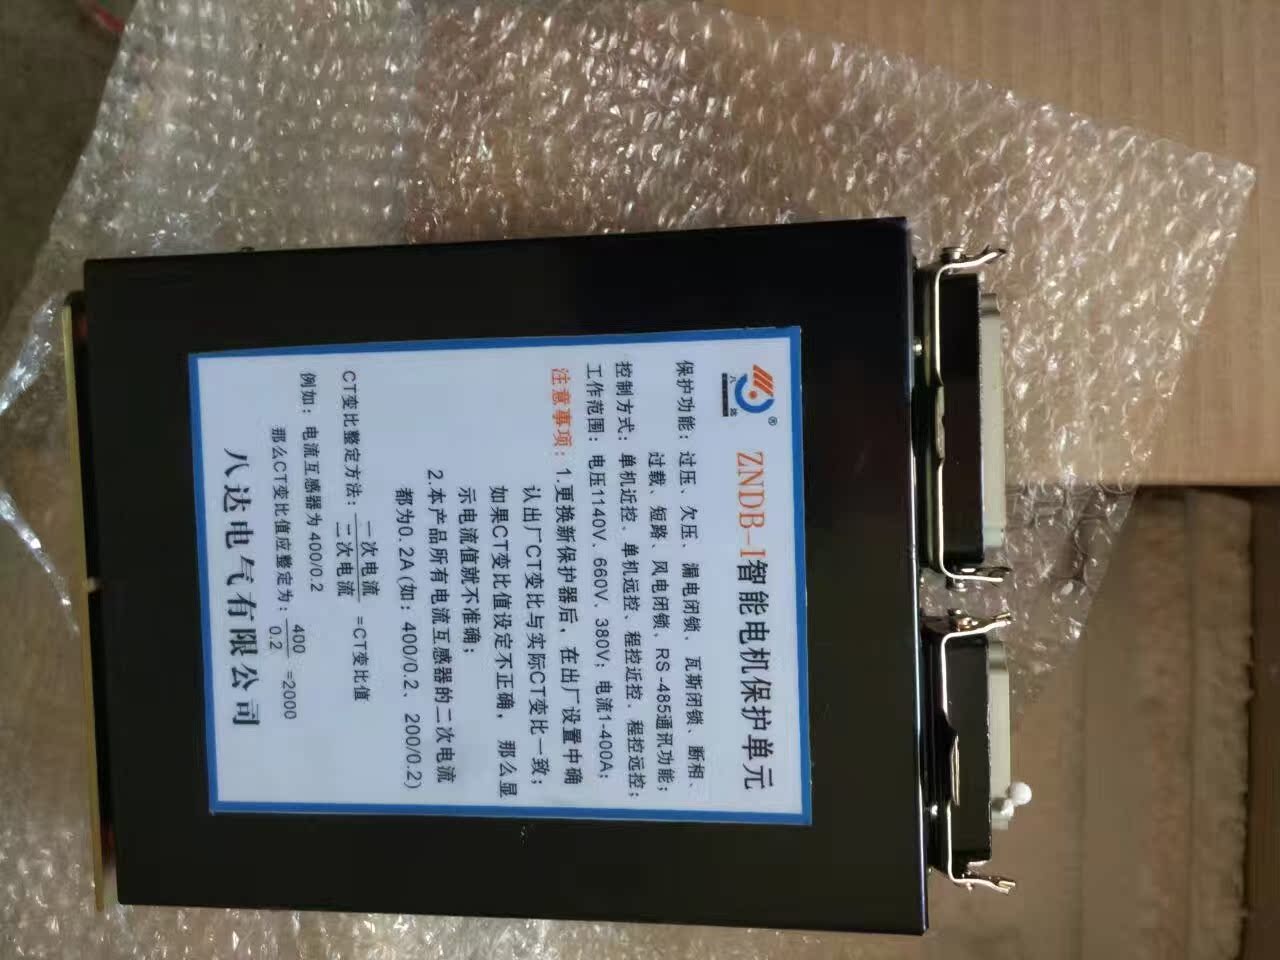 八达
®
ZNDB-I智能电机保护单元
保护功能：过压、欠压、漏电闭锁、瓦斯闭锁、断相、
过载、短路、风电闭锁、RS-485通讯功能；
控制方式：单机近控、单机远控、程控近控、程控远控；
工作范围：电压1140V、660V、380V；电流1-400A；
注意事项：1.更换新保护器后，在出厂设置中确
认出厂CT变比与实际CT变比一致；
如果CT变比值设定不正确，那么显
示电流值就不准确；
2.本产品所有电流互感器的二次电流
都为0.2A(如：400/0.2、200/0.2)
CT变比整定方法：一次电流/二次电流=CT变比值
例如：电流互感器为400/0.2
那么CT变比值应整定为：400/0.2=2000
八达电气有限公司